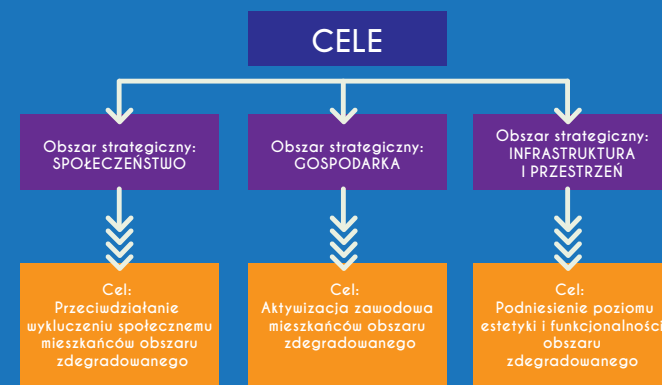 CELE
Obszar strategiczny:
SPOŁECZEŃSTWO
Obszar strategiczny:
GOSPODARKA
Obszar strategiczny:
INFRASTRUKTURA
I PRZESTRZEŃ
Cel:
Przeciwdziałanie
wykluczeniu społecznemu
mieszkańców obszaru
zdegradowanego
Cel:
Aktywizacja zawodowa
mieszkańców obszaru
zdegradowanego
Cel:
Podniesienie poziomu
estetyki i funkcjonalności
obszaru
zdegradowanego